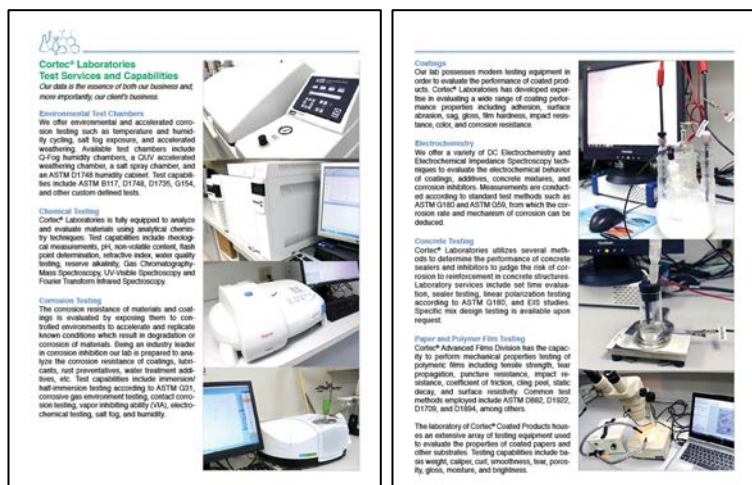 Cortec® Laboratories
Test Services and Capabilities
Our data is the essence of both our business and,
more importantly, our client's business.
Environmental Test Chambers
We offer environmental and accelerated corro-
sion testing such as temperature and humid-
ity cycling, salt fog exposure, and accelerated
weathering. Available test chambers include
Q-Fog humidity chambers, a QUV accelerated
weathering chamber, a salt spray chamber, and
an ASTM D1748 humidity cabinet. Test capabili-
ties include ASTM B117, D1748, D1735, G154,
and other custom defined tests.
Chemical Testing
Cortec® Laboratories is fully equipped to analyze
and evaluate materials using analytical chemis-
try techniques. Test capabilities include rheologi-
cal measurements, pH, non-volatile content, flash
point determination, refractive index, water quality
testing, reserve alkalinity, Gas Chromatography-
Mass Spectroscopy, UV-Visible Spectroscopy and
Fourier Transform Infrared Spectroscopy.
Corrosion Testing
The corrosion resistance of materials and coat-
ings is evaluated by exposing them to con-
trolled environments to accelerate and replicate
known conditions which result in degradation or
corrosion of materials. Being an industry leader
in corrosion inhibition our lab is prepared to ana-
lyze the corrosion resistance of coatings, lubri-
cants, rust preventatives, water treatment addi-
tives, etc. Test capabilities include immersion/
half-immersion testing according to ASTM G31,
corrosive gas environment testing, contact corro-
sion testing, vapor inhibiting ability (VIA), electro-
chemical testing, salt fog, and humidity.
Coatings
Our lab possesses modern testing equipment in
order to evaluate the performance of coated prod-
ucts. Cortec® Laboratories has developed exper-
tise in evaluating a wide range of coating perfor-
mance properties including adhesion, surface
abrasion, sag, gloss, film hardness, impact resis-
tance, color, and corrosion resistance.
Electrochemistry
We offer a variety of DC Electrochemistry and
Electrochemical Impedance Spectroscopy tech-
niques to evaluate the electrochemical behavior
of coatings, additives, concrete mixtures, and
corrosion inhibitors. Measurements are conduct-
ed according to standard test methods such as
ASTM G180 and ASTM G59, from which the cor-
rosion rate and mechanism of corrosion can be
deduced.
Concrete Testing
Cortec® Laboratories utilizes several meth-
ods to determine the performance of concrete
sealers and inhibitors to judge the risk of cor-
rosion to reinforcement in concrete structures.
Laboratory services include set time evalua-
tion, sealer testing, linear polarization testing
according to ASTM G180, and EIS studies.
Specific mix design testing is available upon
request.
Paper and Polymer Film Testing
Cortec® Advanced Films Division has the capac-
ity to perform mechanical properties testing of
polymeric films including tensile strength, tear
propagation, puncture resistance, impact re-
sistance, coefficient of friction, cling peel, static
decay, and surface resistivity. Common test
methods employed include ASTM D882, D1922,
D1709, and D1894, among others.
The laboratory of Cortec® Coated Products hous-
es an extensive array of testing equipment used
to evaluate the properties of coated papers and
other substrates. Testing capabilities include ba-
sis weight, caliper, curl, smoothness, tear, poros-
ity, gloss, moisture, and brightness.